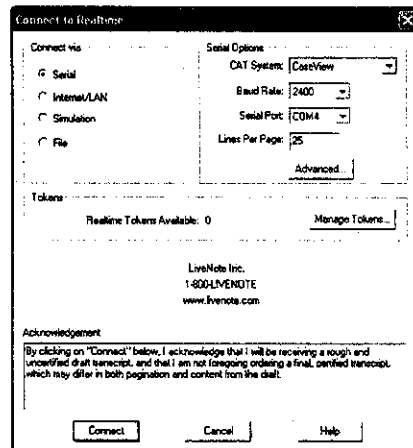 Connect to Realtime
Connect via
Serial
Internet/LAN
Simulation
File
Serial Options
CAT System: CaseView
Baud Rate: 2400
Serial Port: COM4
Lines Per Page: 25
Advanced...
Tokens
Realtime Tokens Available: 0
Manage Tokens...
LiveNote Inc.
1-800-LIVENOTE
www.livenote.com
Acknowledgement
By clicking on "Connect" below, I acknowledge that I will be receiving a rough and
uncertified draft transcript, and that I am not foregoing ordering a final, certified transcript,
which may differ in both pagination and content from the draft.
Connect
Cancel
Help